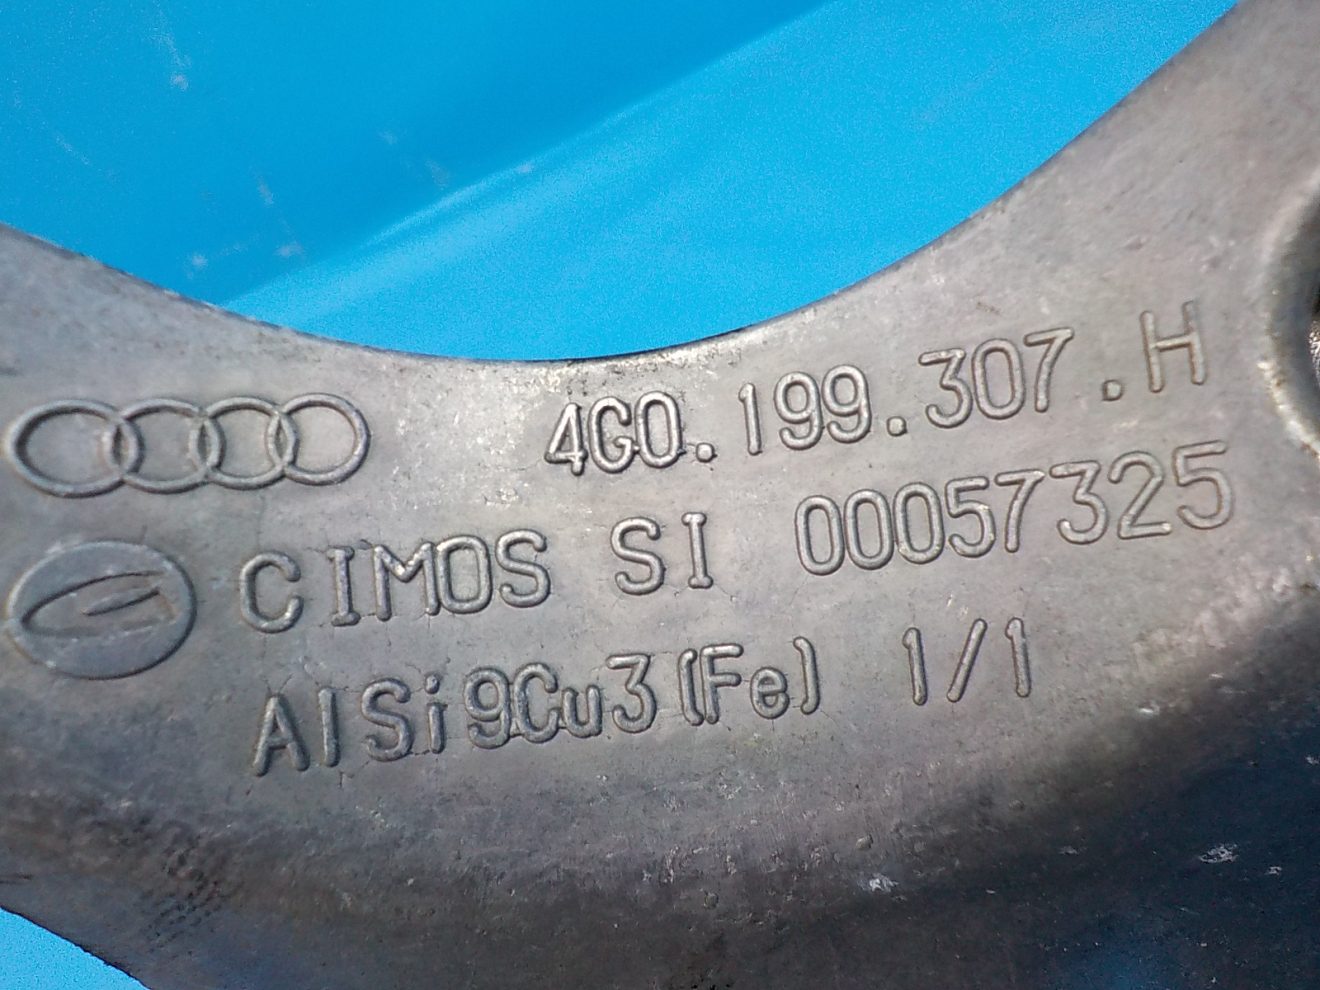 4G0.199.307.H
CIMOS SI 00057325
AlSi9Cu3(Fe) 1/1